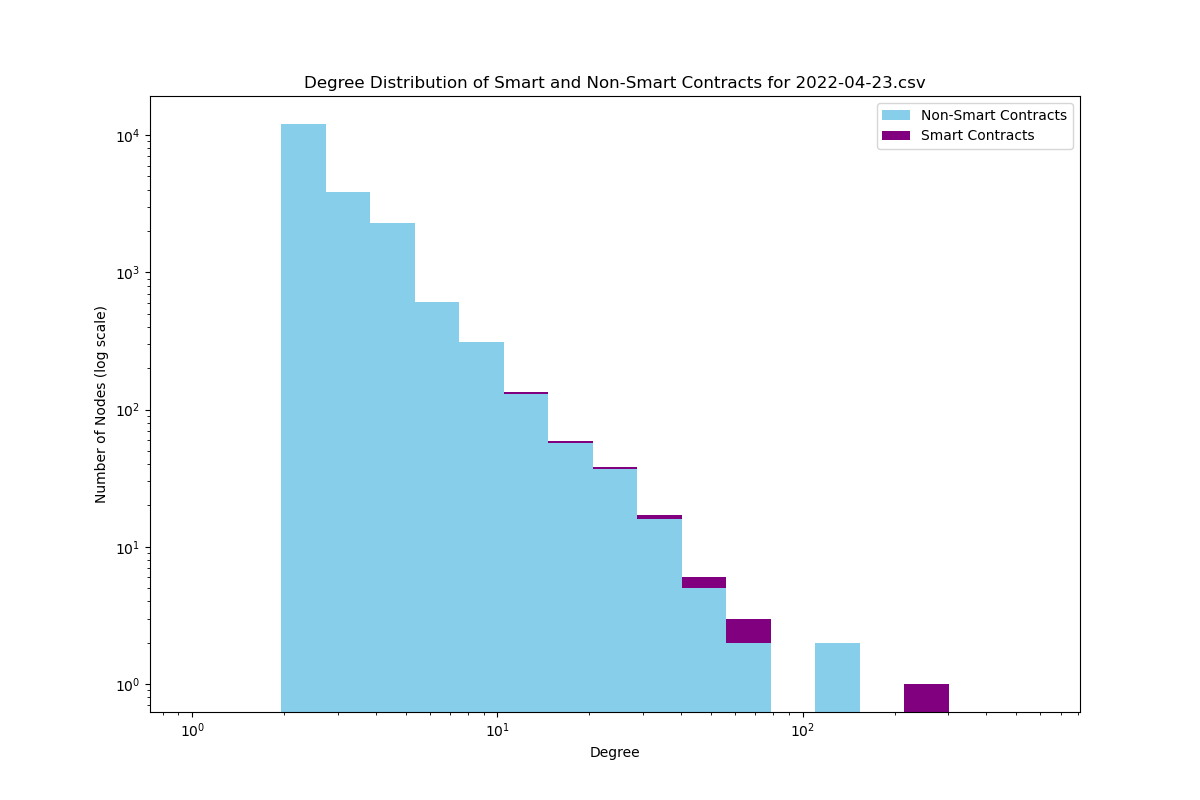 Degree Distribution of Smart and Non-Smart Contracts for 2022-04-23.csv
Non-Smart Contracts
Smart Contracts
Number of Nodes (log scale)
10⁴
10³
10²
10¹
10⁰
10⁰ 10¹ 10²
Degree